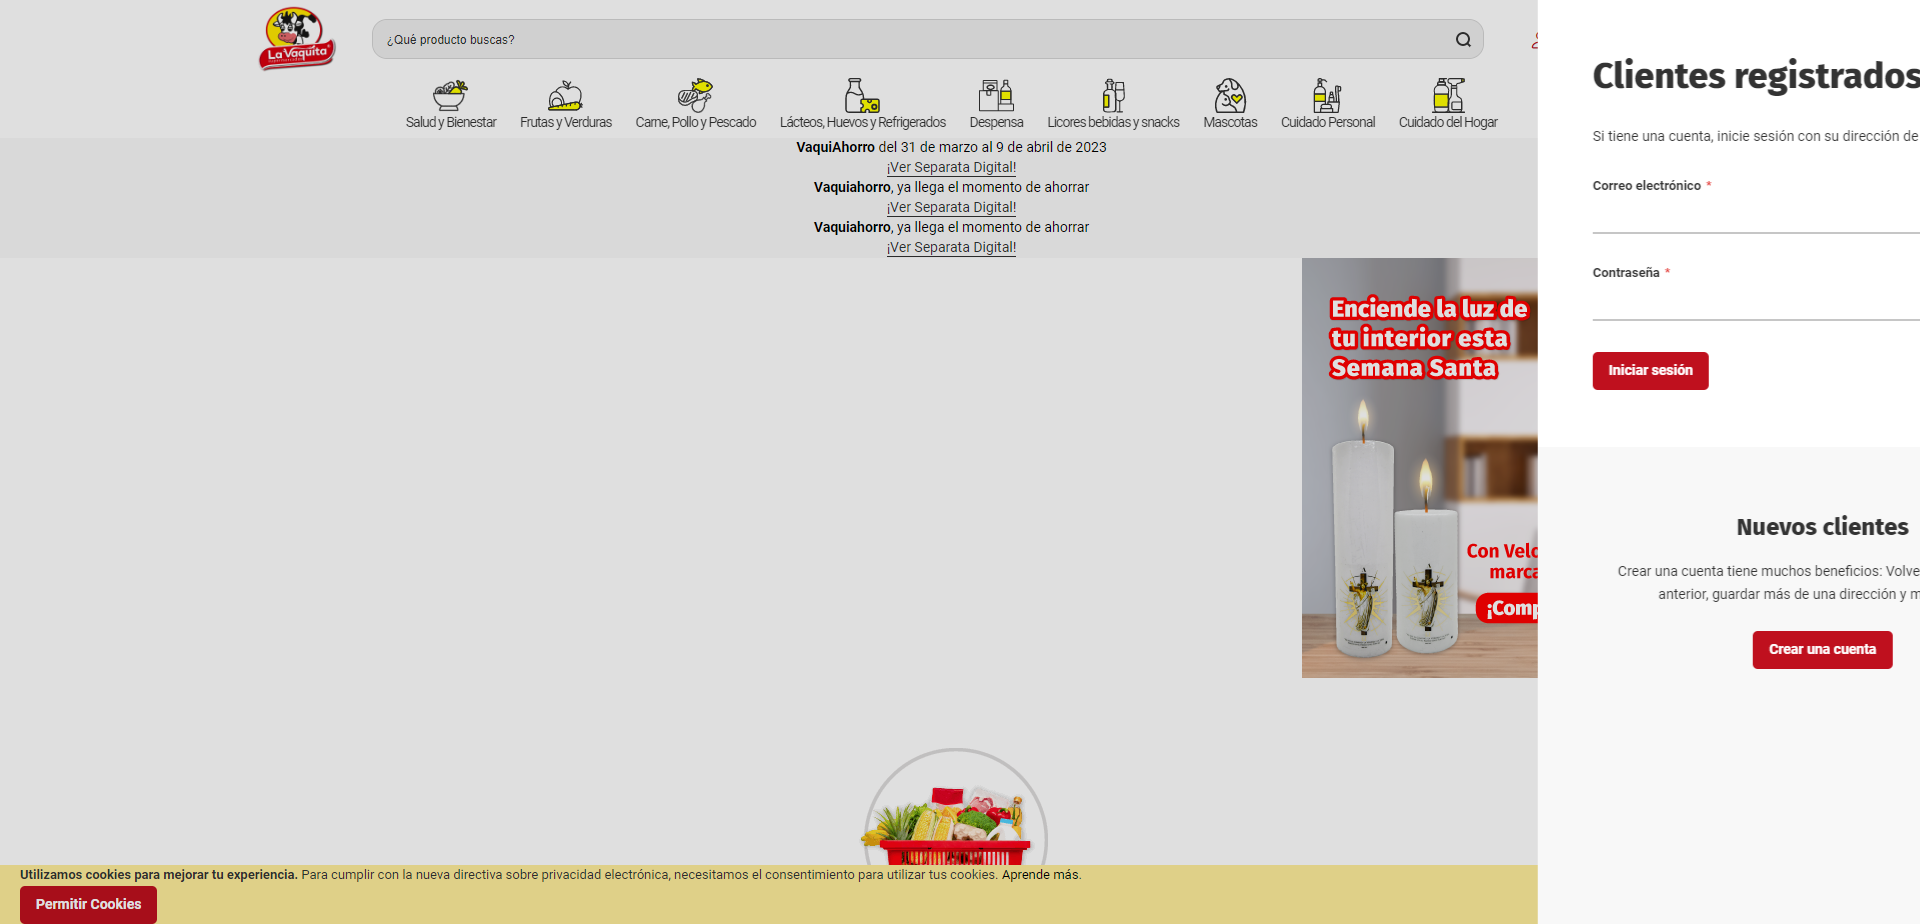 La Vaquita
¿Qué producto buscas?
Salud y Bienestar
Frutas y Verduras
Carne, Pollo y Pescado
Lácteos, Huevos y Refrigerados
Despensa
Licores bebidas y snacks
Mascotas
Cuidado Personal
Cuidado del Hogar
VaquiAhorro del 31 de marzo al 9 de abril de 2023
¡Ver Separata Digital!
Vaquiahorro, ya llega el momento de ahorrar
¡Ver Separata Digital!
Vaquiahorro, ya llega el momento de ahorrar
¡Ver Separata Digital!
Enciende la luz de
tu interior esta
Semana Santa
Con Velo
marca
¡Comp
Clientes registrados
Si tiene una cuenta, inicie sesión con su dirección de
Correo electrónico *
Contraseña *
Iniciar sesión
Nuevos clientes
Crear una cuenta tiene muchos beneficios: Volve
anterior, guardar más de una dirección y m
Crear una cuenta
Utilizamos cookies para mejorar tu experiencia. Para cumplir con la nueva directiva sobre privacidad electrónica, necesitamos el consentimiento para utilizar tus cookies. Aprende más.
Permitir Cookies